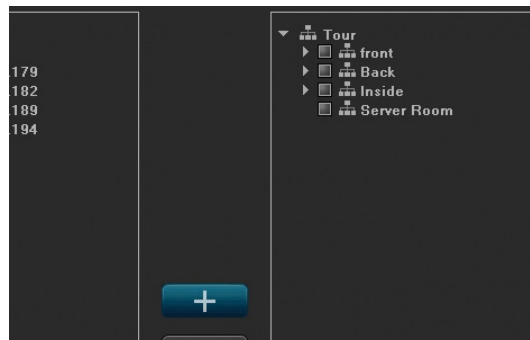 .179
.182
.189
.194
Tour
front
Back
Inside
Server Room